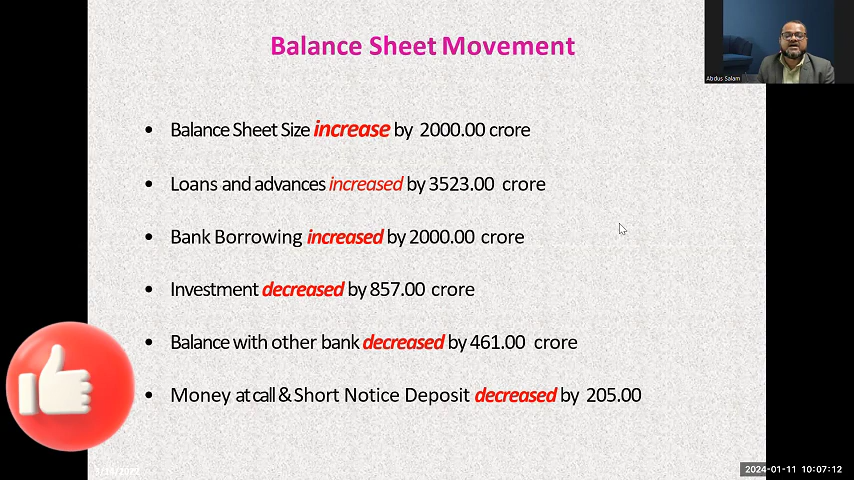 Balance Sheet Movement
Abdus Salam
• Balance Sheet Size increase by 2000.00 crore
• Loans and advances increased by 3523.00 crore
• Bank Borrowing increased by 2000.00 crore
• Investment decreased by 857.00 crore
• Balance with other bank decreased by 461.00 crore
• Money at call & Short Notice Deposit decreased by 205.00
2024-01-11 10:07:12